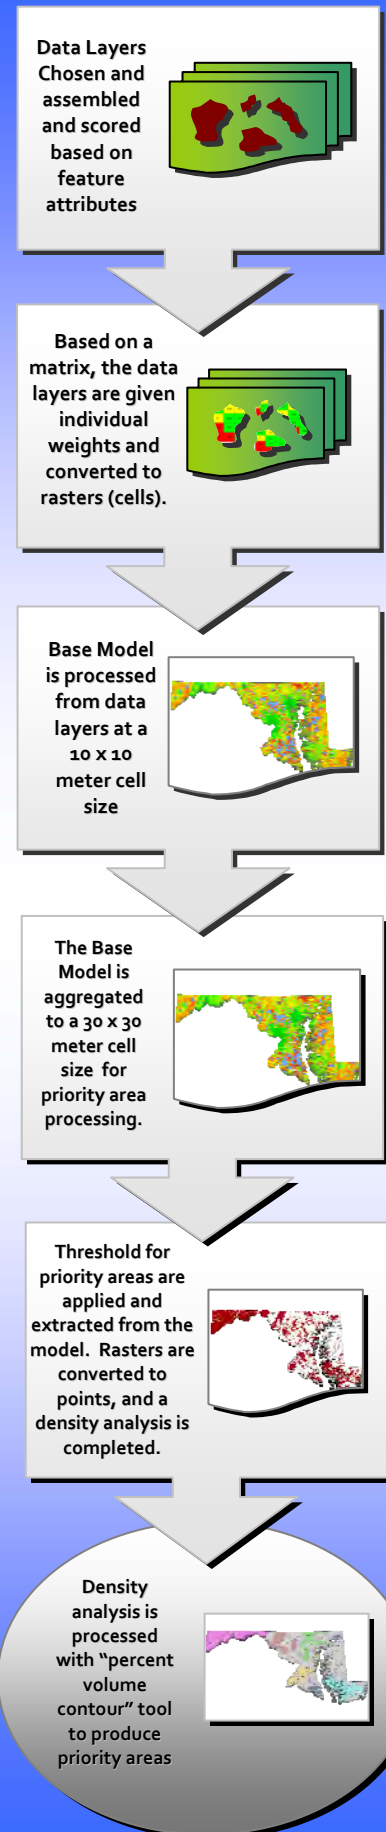 Data Layers
Chosen and
assembled
and scored
based on
feature
attributes
Based on a
matrix, the data
layers are given
individual
weights and
converted to
rasters (cells).
Base Model
is processed
from data
layers at a
10 x 10
meter cell
size
The Base
Model is
aggregated
to a 30 x 30
meter cell
size for
priority area
processing.
Threshold for
priority areas are
applied and
extracted from the
model. Rasters are
converted to
points, and a
density analysis is
completed.
Density
analysis is
processed
with “percent
volume
contour” tool
to produce
priority areas